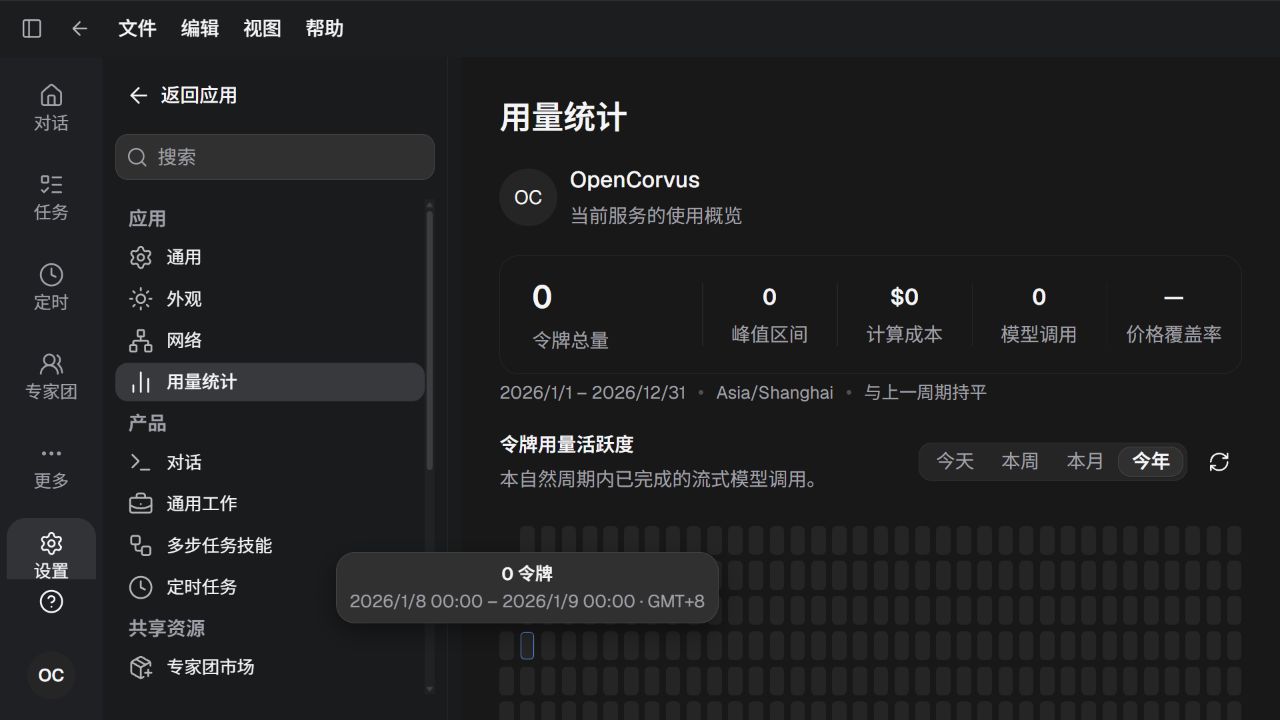 文件 编辑 视图 帮助
对话
任务
定时
专家团
更多
设置
OC
返回应用
搜索
应用
通用
外观
网络
用量统计
产品
对话
通用工作
多步任务技能
定时任务
共享资源
专家团市场
用量统计
OC
OpenCorvus
当前服务的使用概览
0
令牌总量
0
峰值区间
$0
计算成本
0
模型调用
—
价格覆盖率
2026/1/1 – 2026/12/31 • Asia/Shanghai • 与上一周期持平
令牌用量活跃度
本自然周期内已完成的流式模型调用。
今天 本周 本月 今年
0 令牌
2026/1/8 00:00 – 2026/1/9 00:00 · GMT+8